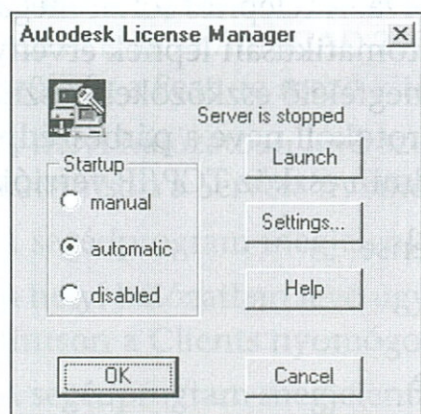 Autodesk License Manager
Server is stopped
Startup
manual
automatic
disabled
Launch
Settings...
Help
OK
Cancel